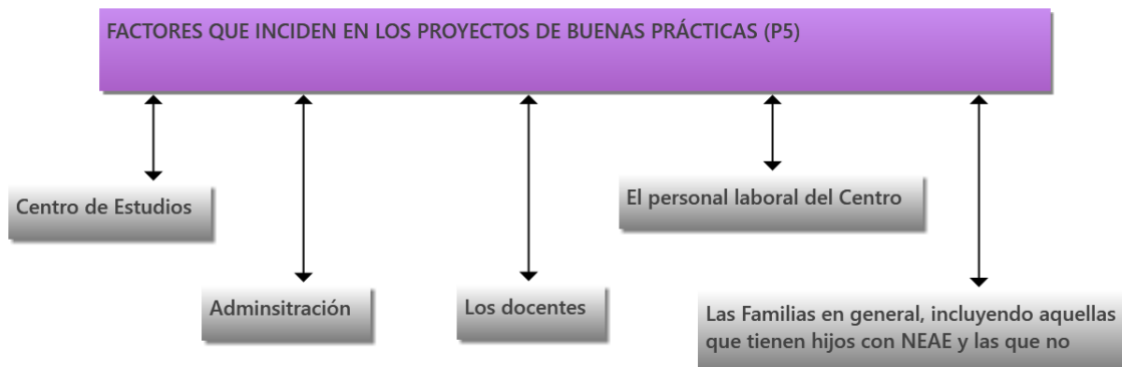 FACTORES QUE INCIDEN EN LOS PROYECTOS DE BUENAS PRÁCTICAS (P5)
Centro de Estudios
El personal laboral del Centro
Adminsitración
Los docentes
Las Familias en general, incluyendo aquellas
que tienen hijos con NEAE y las que no